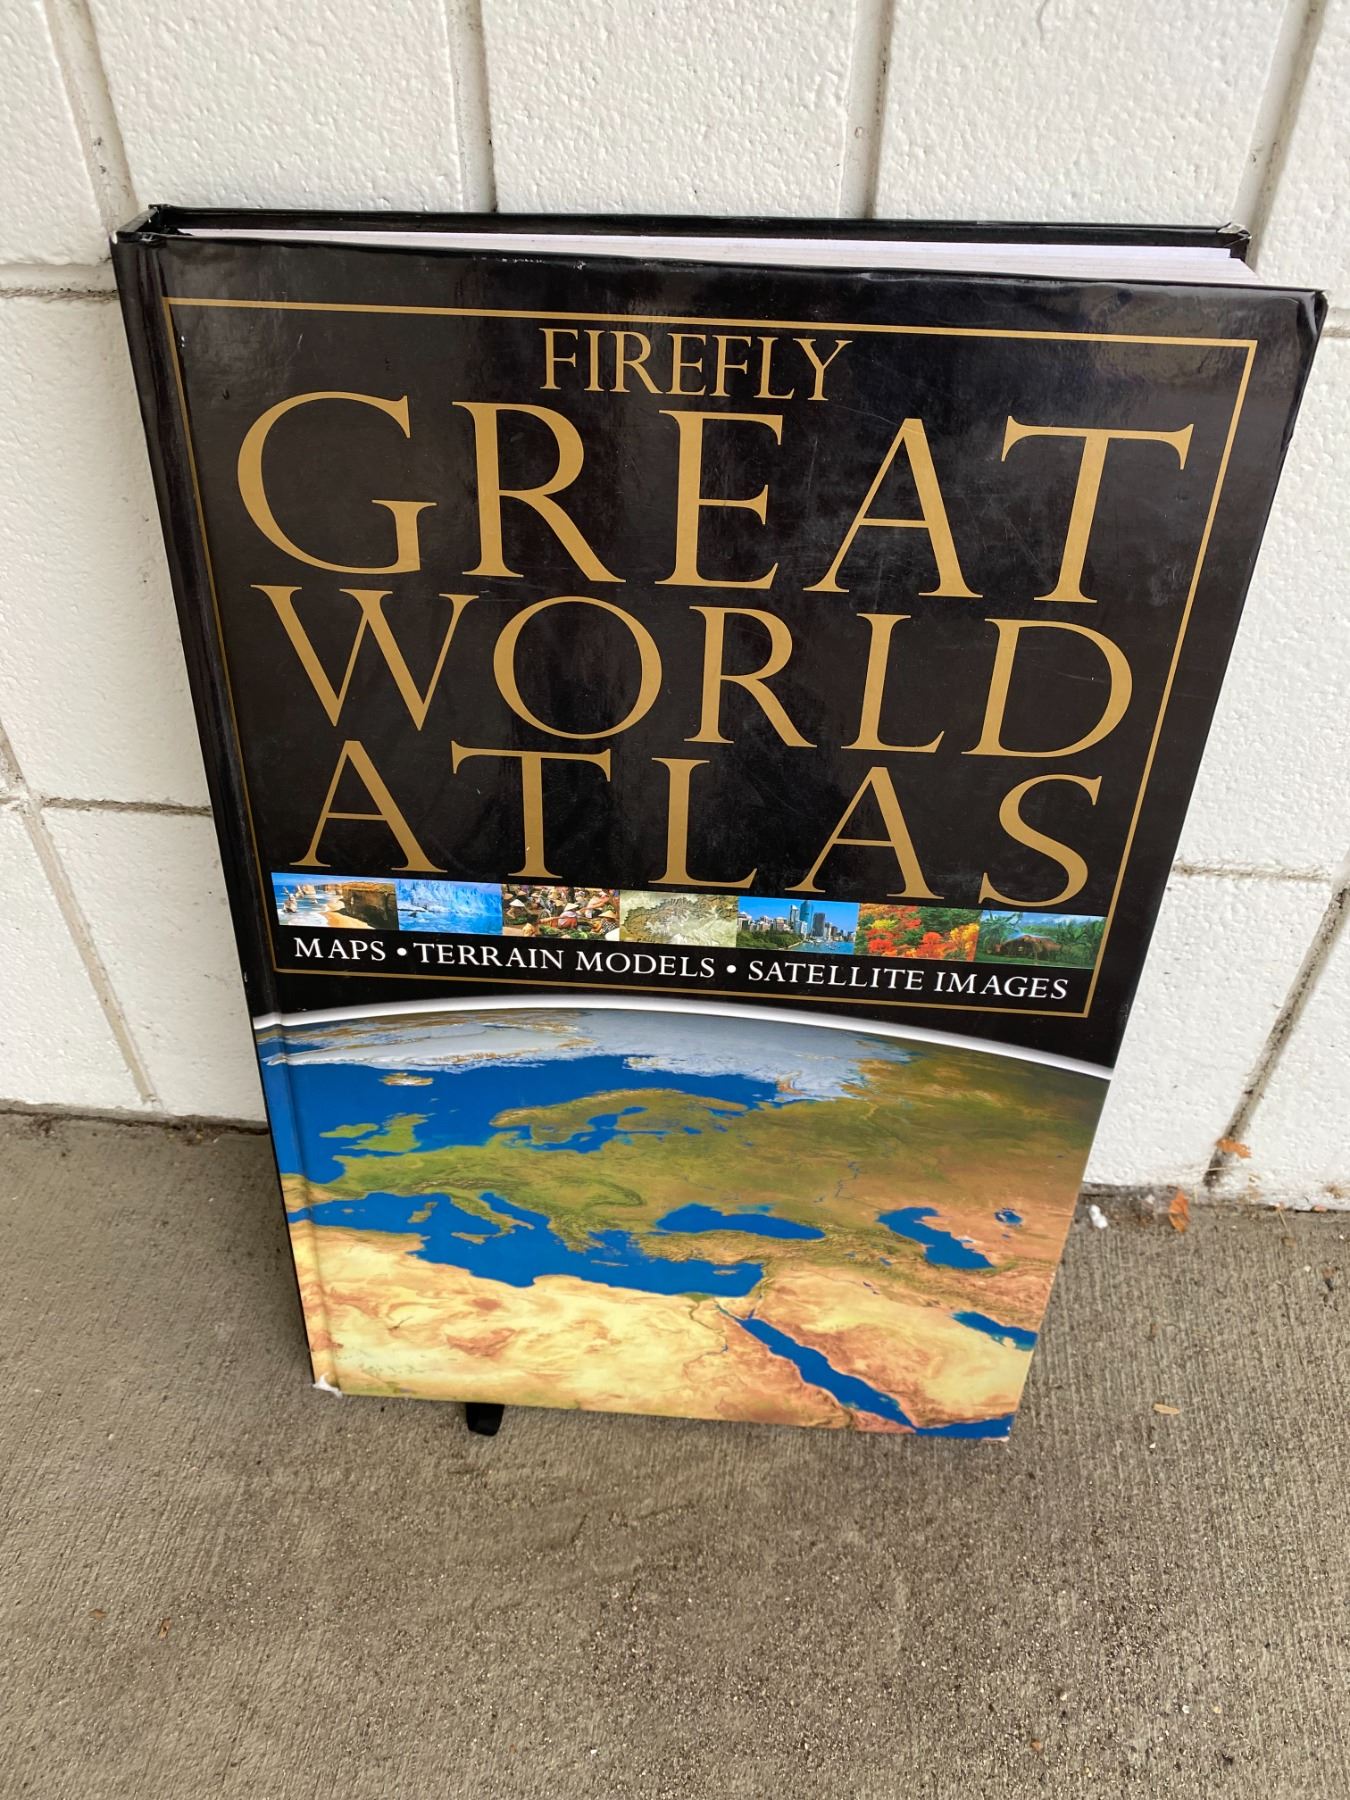 FIREFLY
GREAT
WORLD
ATLAS
MAPS • TERRAIN MODELS • SATELLITE IMAGES